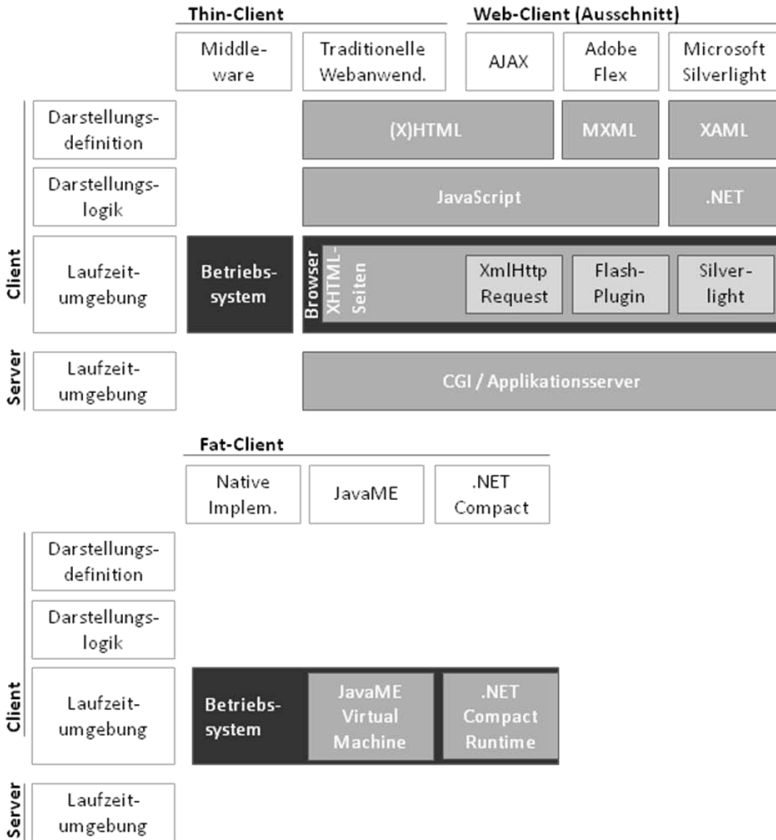 Thin-Client
Web-Client (Ausschnitt)
Middle-
ware
Traditionelle
Webanwend.
AJAX
Adobe
Flex
Microsoft
Silverlight
Client
Darstellungs-
definition
(X)HTML
MXML
XAML
Darstellungs-
logik
JavaScript
.NET
Laufzeit-
umgebung
Betriebs-
system
Browser
XHTML-
Seiten
XmlHttp
Request
Flash-
Plugin
Silver-
light
Server
Laufzeit-
umgebung
CGI / Applikationsserver
Fat-Client
Native
Implem.
JavaME
.NET
Compact
Client
Darstellungs-
definition
Darstellungs-
logik
Laufzeit-
umgebung
Betriebs-
system
JavaME
Virtual
Machine
.NET
Compact
Runtime
Server
Laufzeit-
umgebung